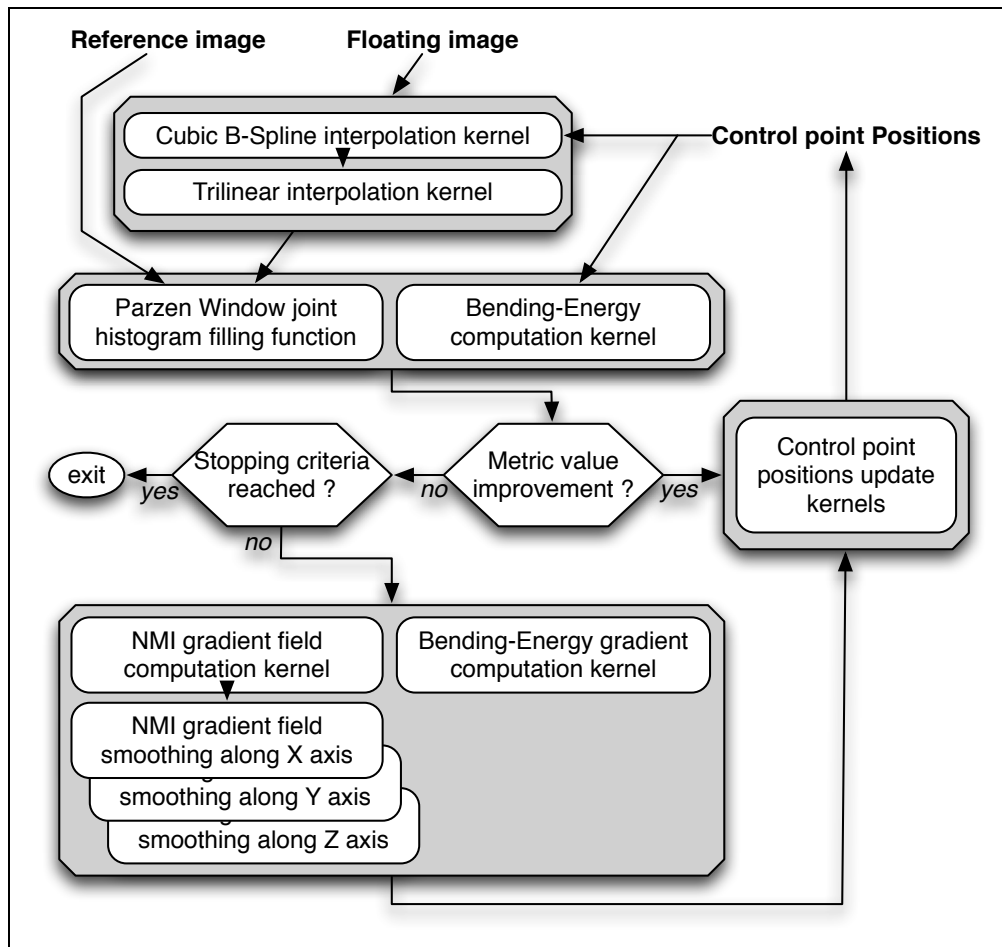 Reference image
Floating image
Cubic B-Spline interpolation kernel
Control point Positions
Trilinear interpolation kernel
Parzen Window joint
histogram filling function
Bending-Energy
computation kernel
Control point
positions update
kernels
exit
yes
Stopping criteria
reached ?
no
Metric value
improvement ?
yes
no
NMI gradient field
computation kernel
Bending-Energy gradient
computation kernel
NMI gradient field
smoothing along X axis
smoothing along Y axis
smoothing along Z axis